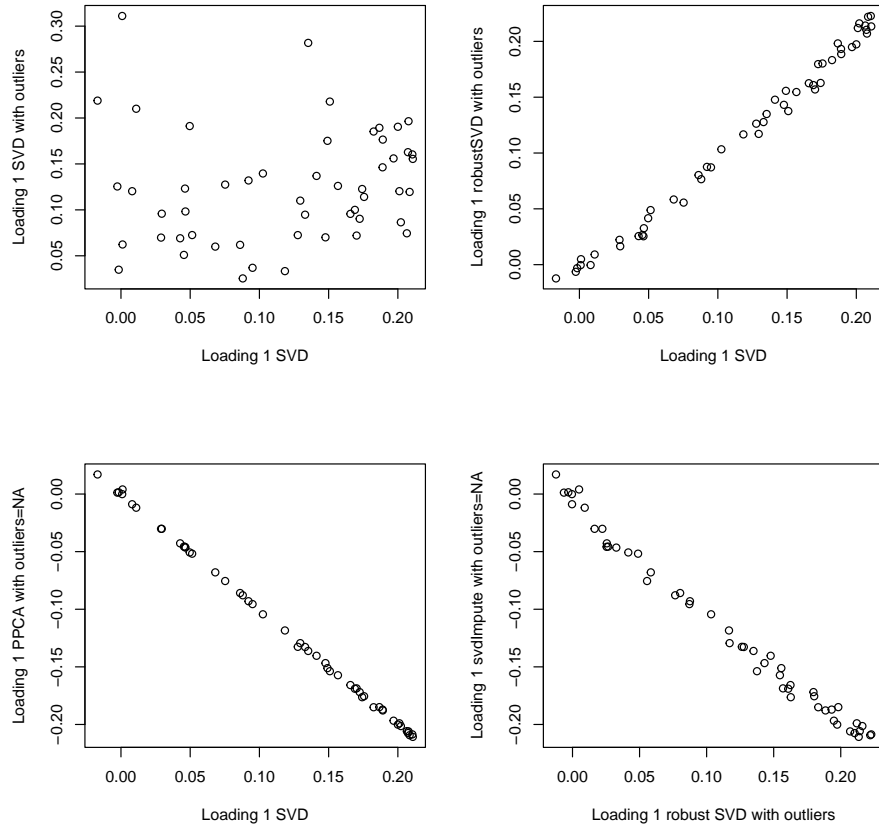 0.30
0.25
0.20
0.15
0.10
0.05
Loading 1 SVD with outliers
0.00 0.05 0.10 0.15 0.20
Loading 1 SVD
0.20
0.15
0.10
0.05
0.00
Loading 1 robustSVD with outliers
0.00 0.05 0.10 0.15 0.20
Loading 1 SVD
0.00
−0.05
−0.10
−0.15
−0.20
Loading 1 PPCA with outliers=NA
0.00 0.05 0.10 0.15 0.20
Loading 1 SVD
0.00
−0.05
−0.10
−0.15
−0.20
Loading 1 svdImpute with outliers=NA
0.00 0.05 0.10 0.15 0.20
Loading 1 robust SVD with outliers